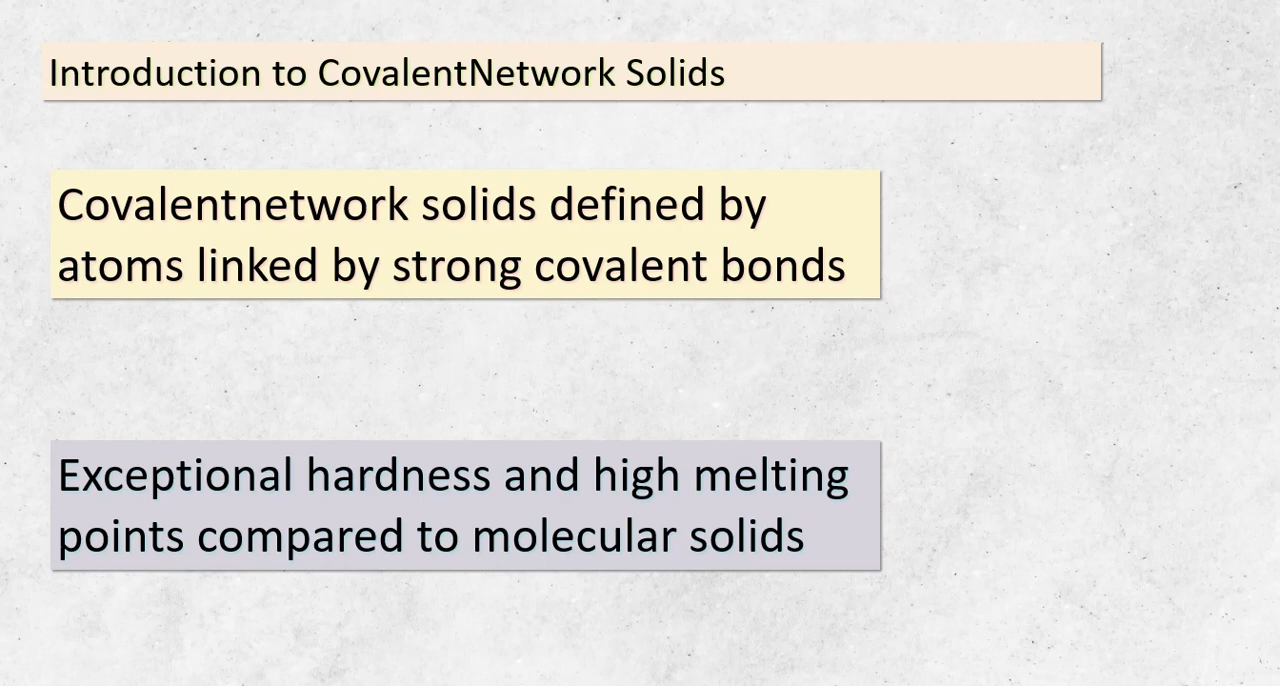 Introduction to CovalentNetwork Solids
Covalentnetwork solids defined by
atoms linked by strong covalent bonds
Exceptional hardness and high melting
points compared to molecular solids